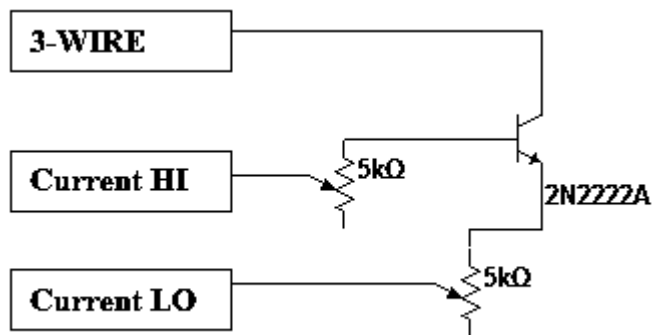 3-WIRE
Current HI
5kΩ
2N2222A
Current LO
5kΩ